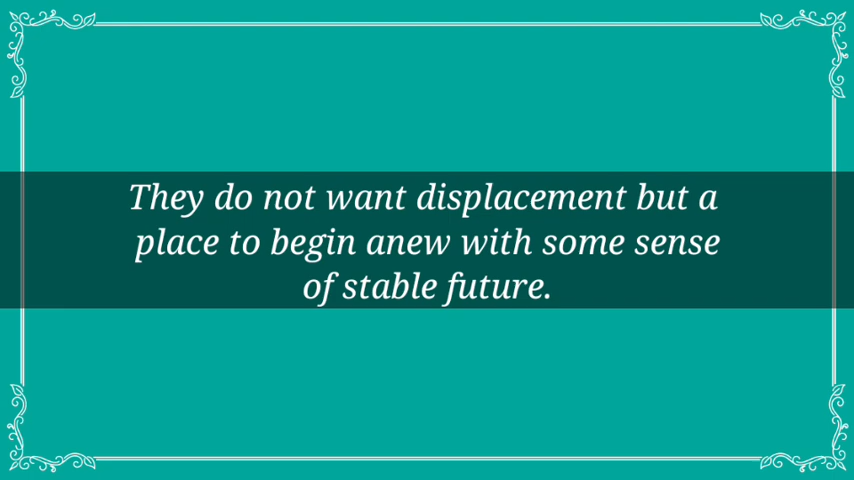 They do not want displacement but a
place to begin anew with some sense
of stable future.